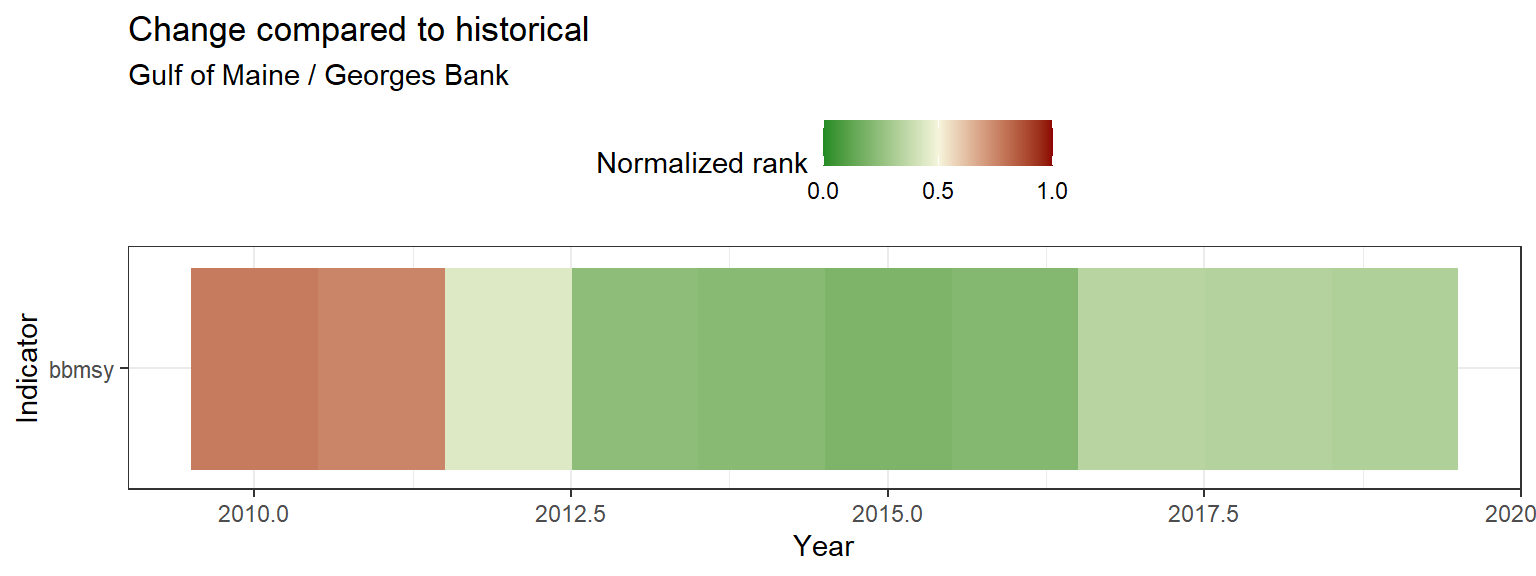 Change compared to historical
Gulf of Maine / Georges Bank
Normalized rank
0.0 0.5 1.0
Indicator
bbmsy
2010.0 2012.5 2015.0 2017.5 2020
Year